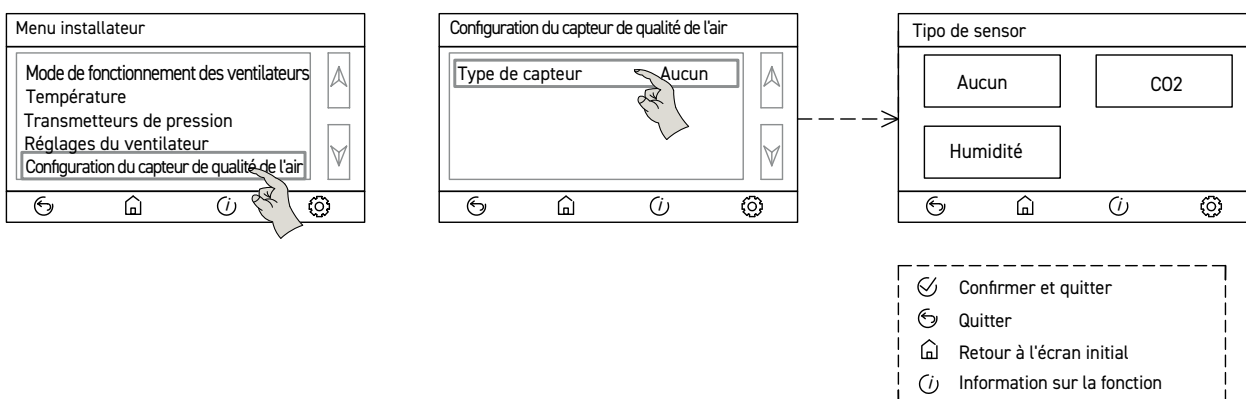 Menu installateur
Mode de fonctionnement des ventilateurs
Température
Transmetteurs de pression
Réglages du ventilateur
Configuration du capteur de qualité de l'air
Configuration du capteur de qualité de l'air
Type de capteur Aucun
Tipo de sensor
Aucun CO2
Humidité
Confirmer et quitter
Quitter
Retour à l'écran initial
Information sur la fonction